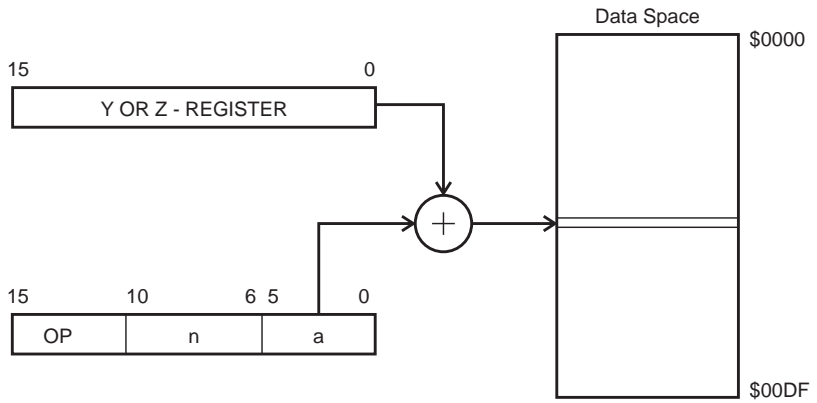 Data Space
$0000
15 0
Y OR Z - REGISTER
15 10 6 5 0
OP n a
$00DF